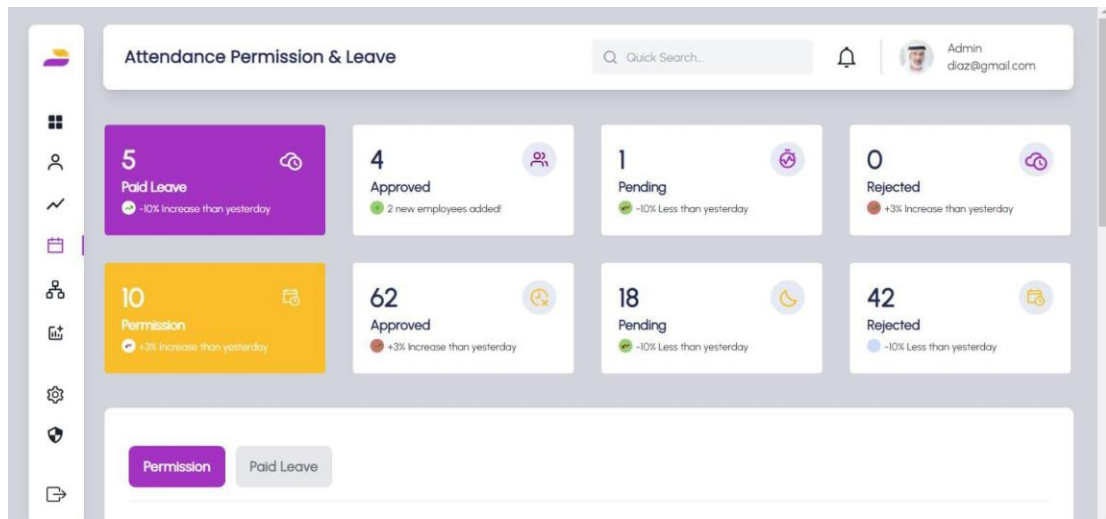 Attendance Permission & Leave
Quick Search...
Admin
diaz@gmail.com
5
Paid Leave
-10% Increase than yesterday
4
Approved
2 new employees added!
1
Pending
-10% Less than yesterday
0
Rejected
+3% Increase than yesterday
10
Permission
+3% Increase than yesterday
62
Approved
+3% Increase than yesterday
18
Pending
-10% Less than yesterday
42
Rejected
-10% Less than yesterday
Permission
Paid Leave